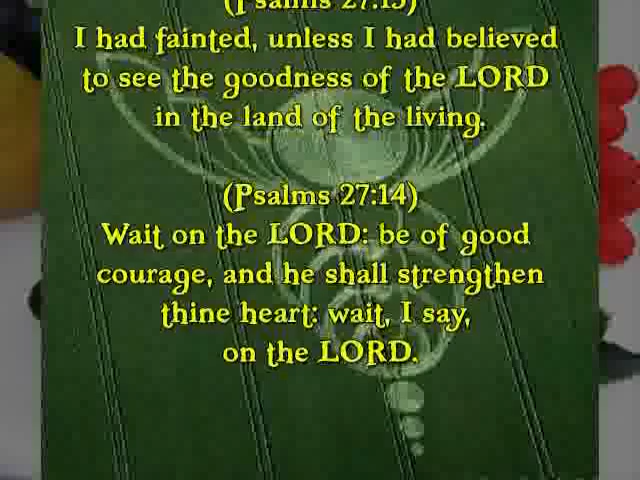 (Psalms 27:13)
I had fainted, unless I had believed
to see the goodness of the LORD
in the land of the living.
(Psalms 27:14)
Wait on the LORD: be of good
courage, and he shall strengthen
thine heart: wait, I say,
on the LORD.